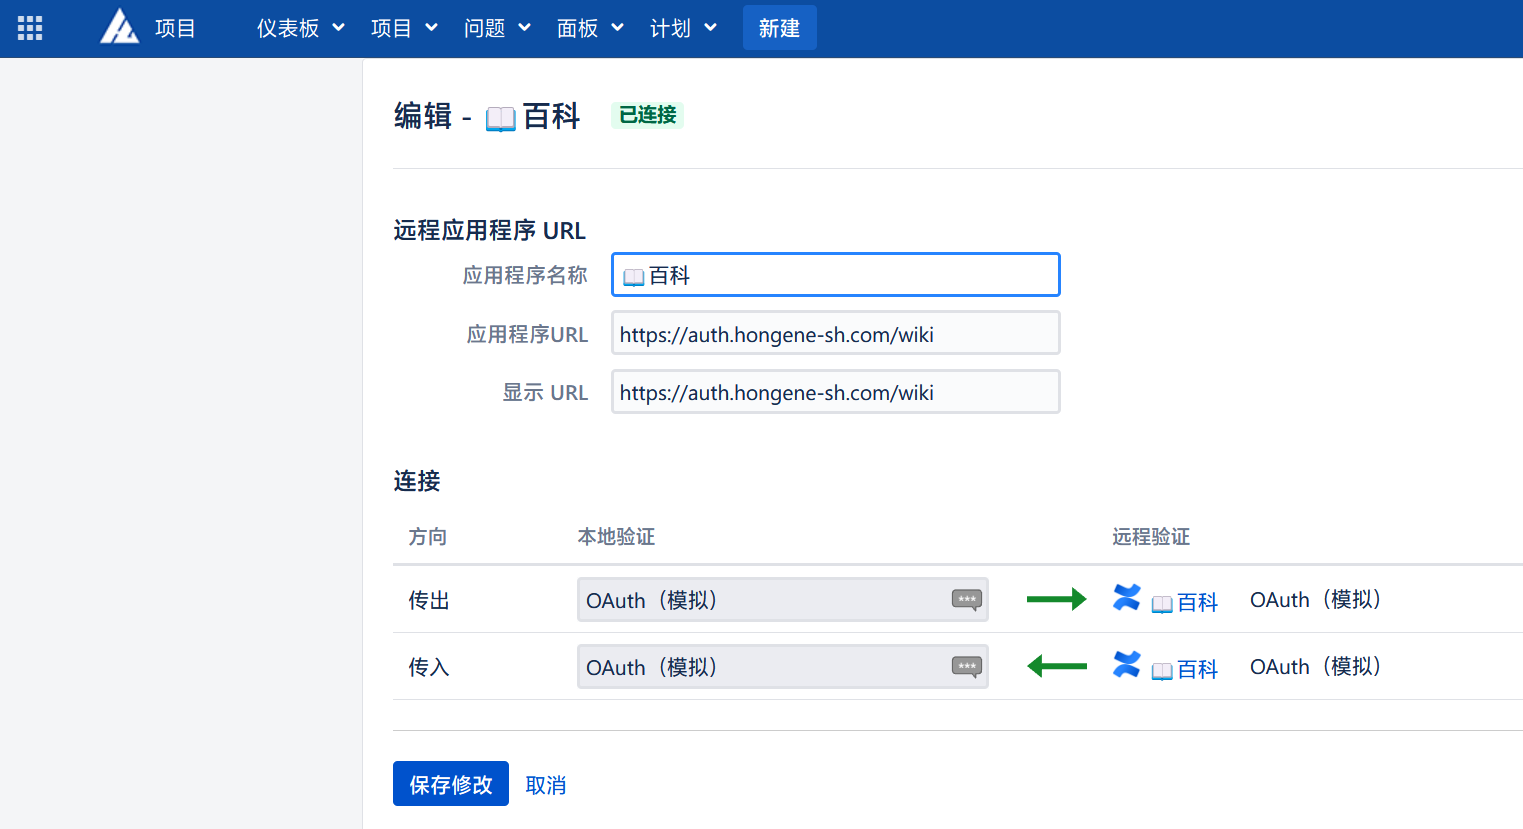 项目 仪表板 项目 问题 面板 计划 新建
编辑 - 📖百科 已连接
远程应用程序 URL
应用程序名称 📖百科
应用程序URL https://auth.hongene-sh.com/wiki
显示 URL https://auth.hongene-sh.com/wiki
连接
方向 本地验证 远程验证
传出 OAuth（模拟） 📖百科 OAuth（模拟）
传入 OAuth（模拟） 📖百科 OAuth（模拟）
保存修改 取消